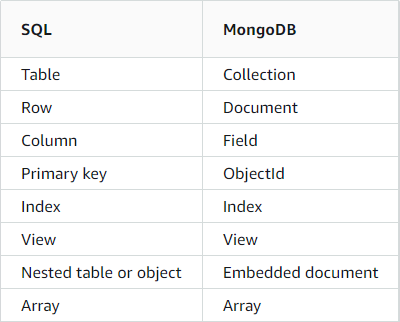 SQL MongoDB
Table Collection
Row Document
Column Field
Primary key ObjectId
Index Index
View View
Nested table or object Embedded document
Array Array